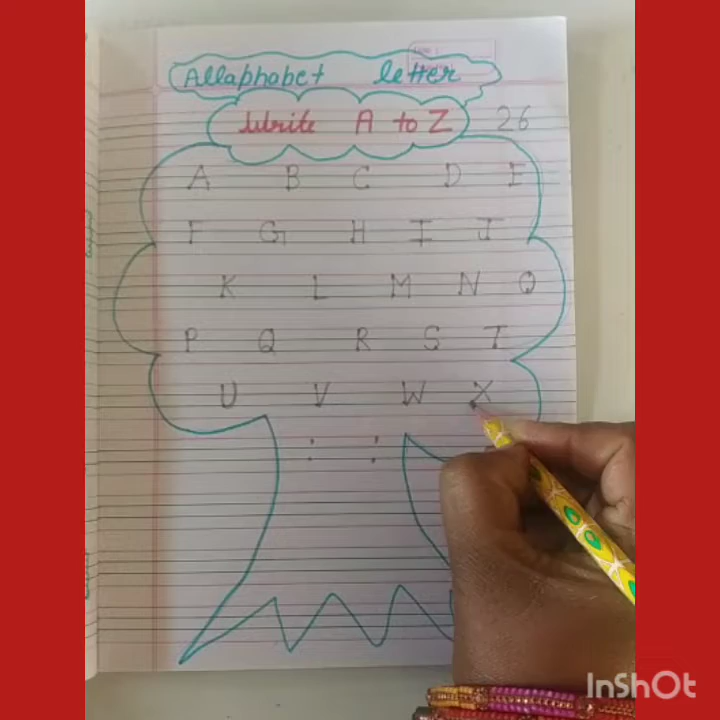 Allaphobet letter
Write A to Z 26
A B C D E
F G H I J
K L M N O
P Q R S T
U V W X
InShOt